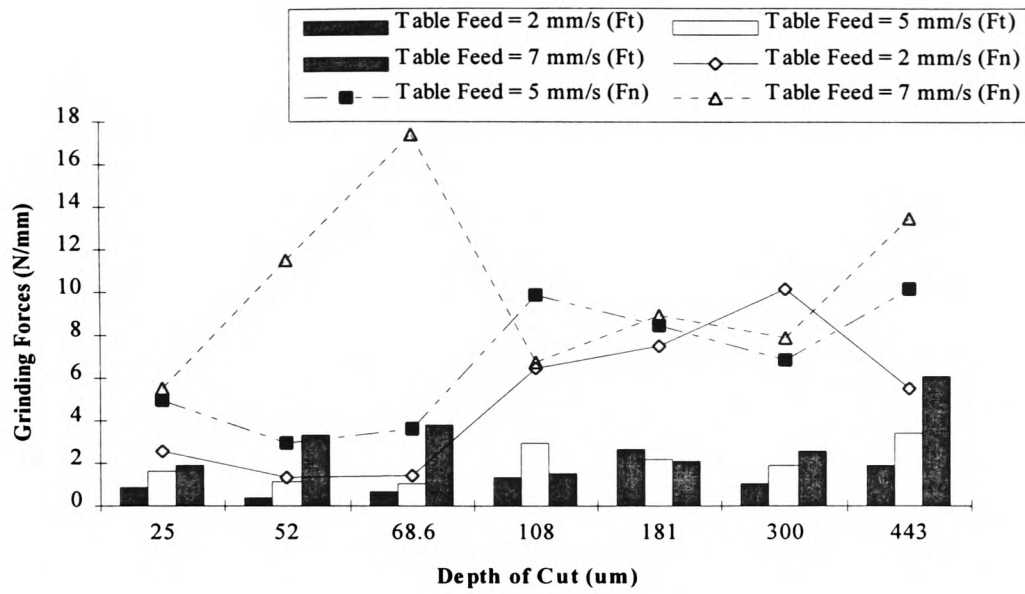 Table Feed = 2 mm/s (Ft) Table Feed = 5 mm/s (Ft)
Table Feed = 7 mm/s (Ft) Table Feed = 2 mm/s (Fn)
Table Feed = 5 mm/s (Fn) Table Feed = 7 mm/s (Fn)
Grinding Forces (N/mm)
18
16
14
12
10
8
6
4
2
0
25 52 68.6 108 181 300 443
Depth of Cut (um)